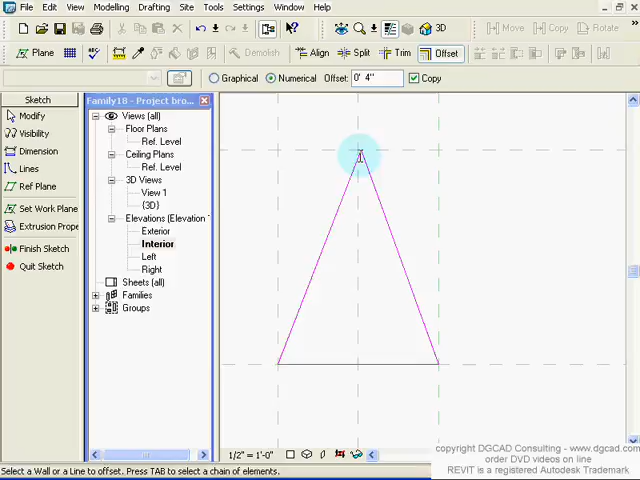 File Edit View Modelling Drafting Site Tools Settings Window Help
3D Move Copy Rotate
Plane Demolish Align Split Trim Offset
Graphical Numerical Offset: 0' 4" Copy
Sketch
Modify
Visibility
Dimension
Lines
Ref Plane
Set Work Plane
Extrusion Prope
Finish Sketch
Quit Sketch
Family18 - Project bro...
Views (all)
Floor Plans
Ref. Level
Ceiling Plans
Ref. Level
3D Views
View 1
{3D}
Elevations (Elevation
Exterior
Interior
Left
Right
Sheets (all)
Families
Groups
1/2" = 1'-0"
Select a Wall or a Line to offset. Press TAB to select a chain of elements.
copyright DGCAD Consulting - www.dgcad.com
order DVD videos on line
REVIT is a registered Autodesk Trademark